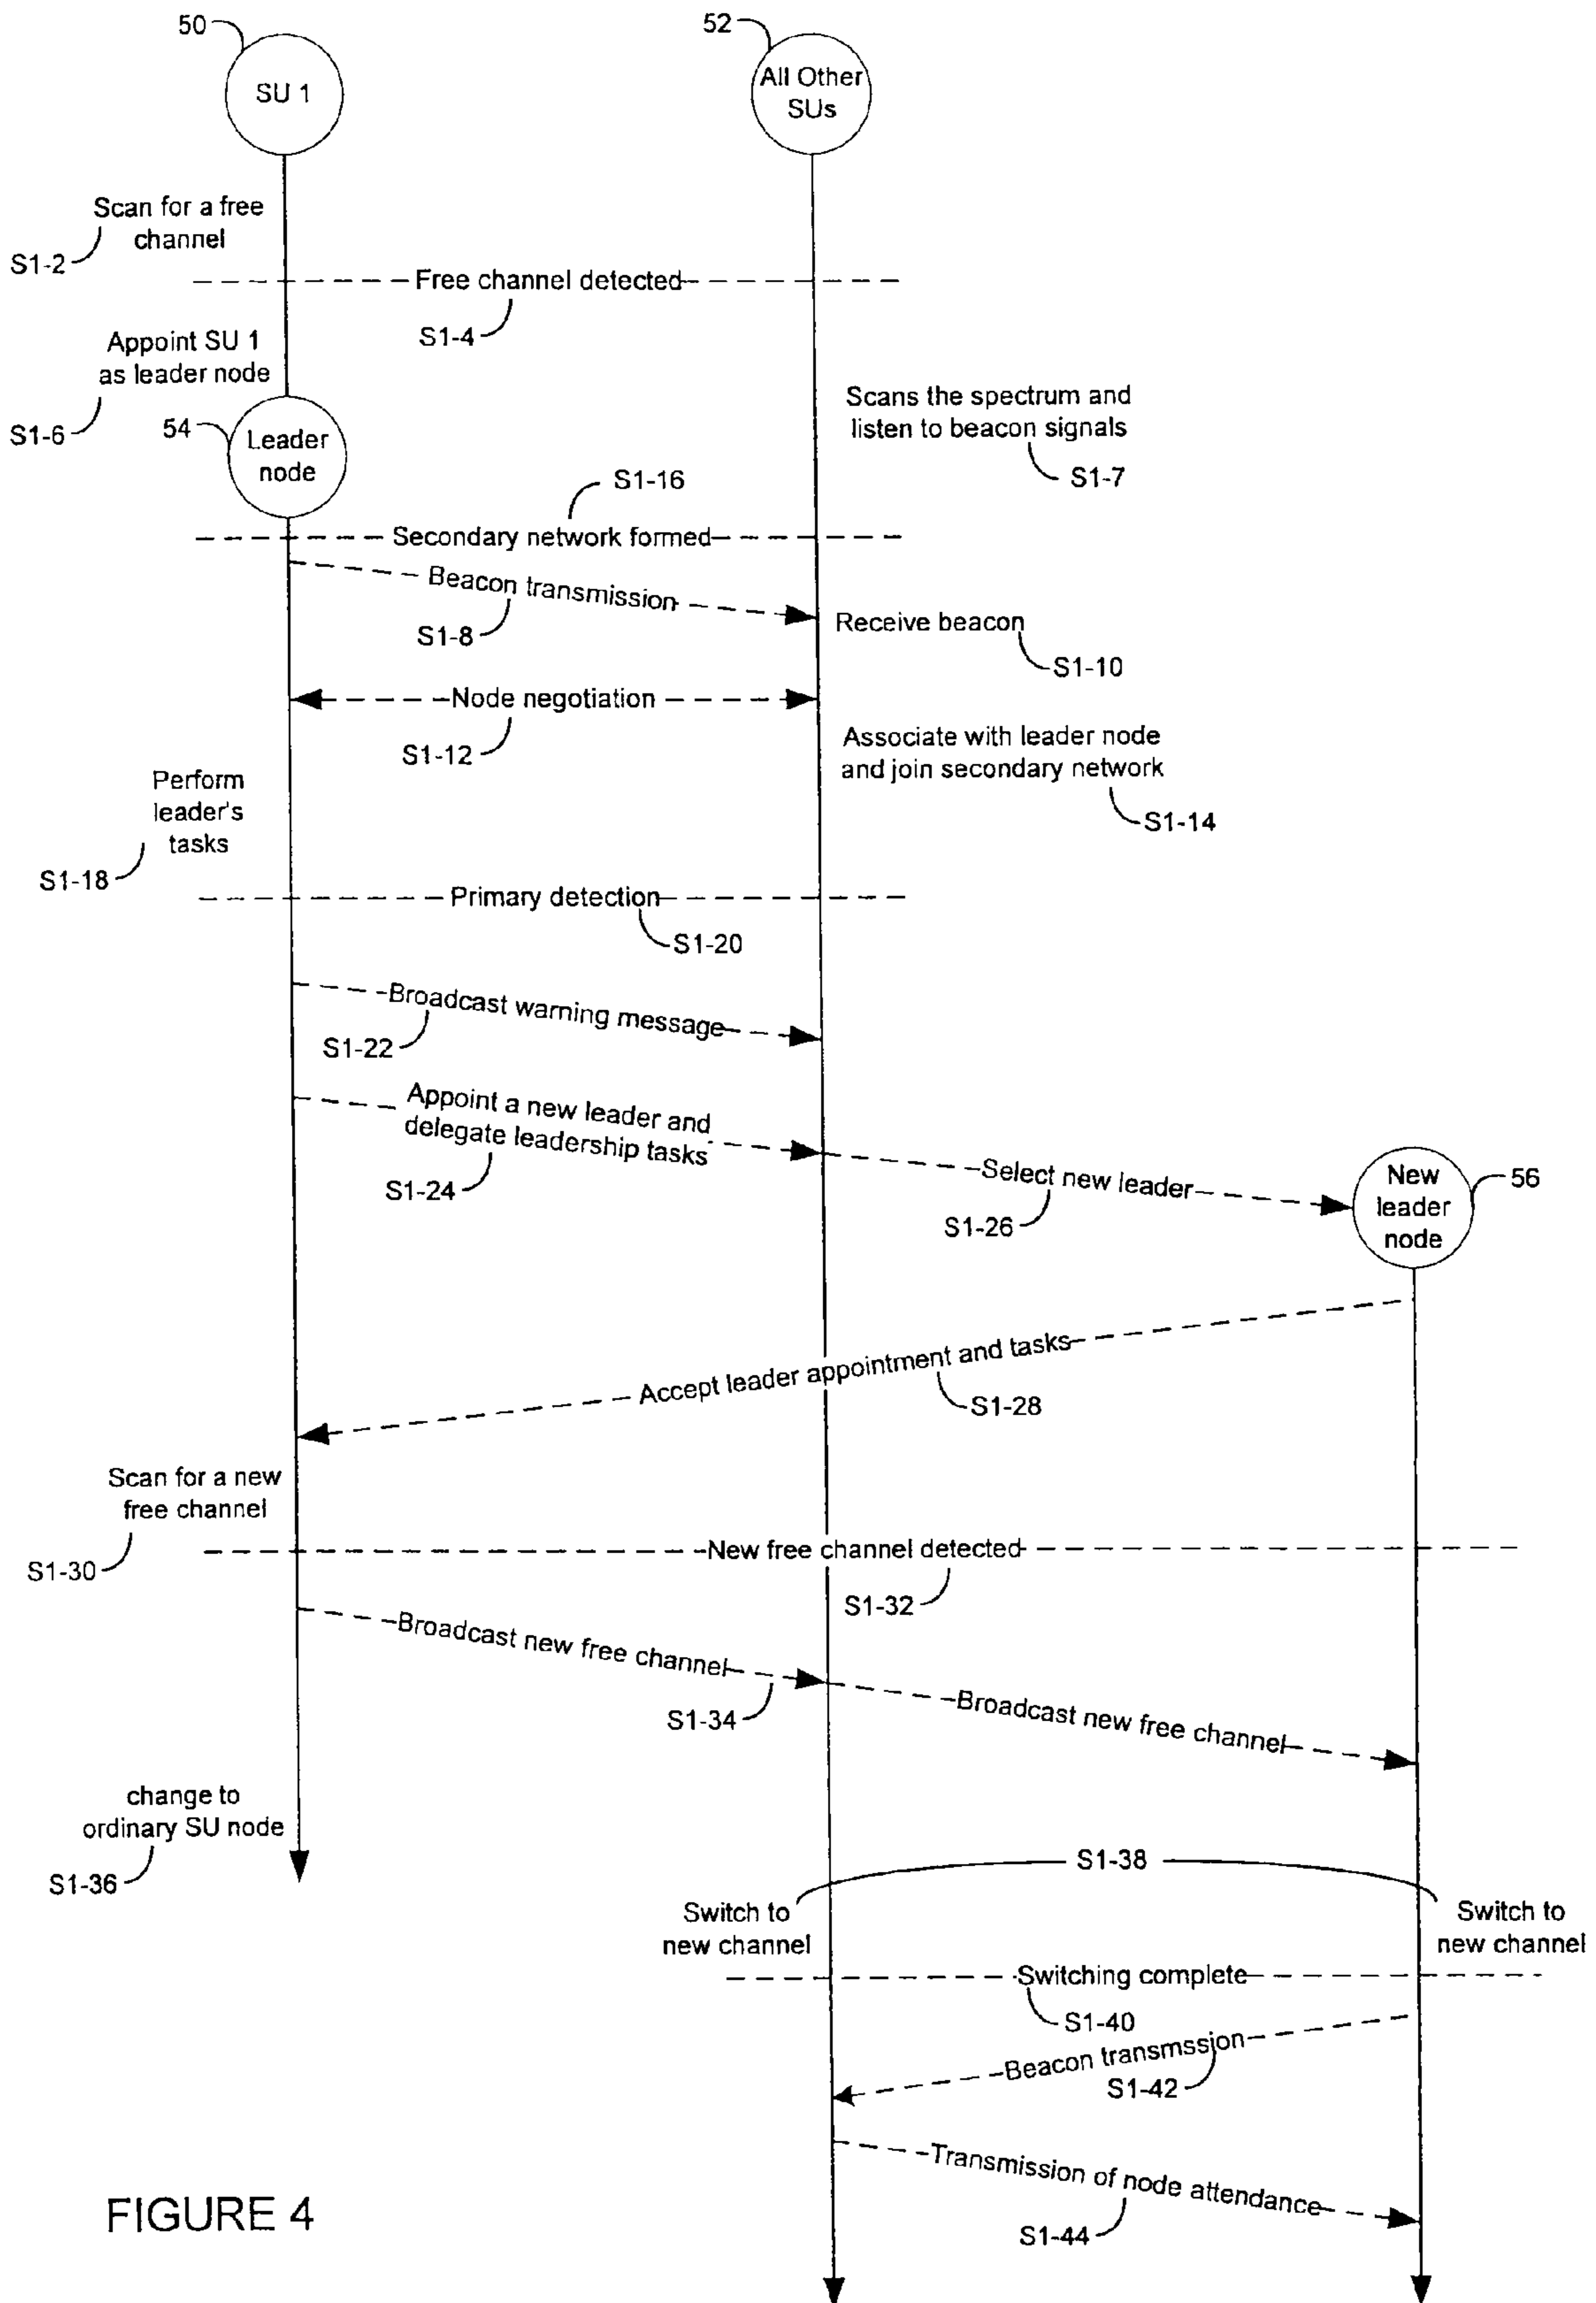 50
52
SU 1
All Other
SUs
Scan for a free
channel
S1-2
Free channel detected
S1-4
Appoint SU 1
as leader node
S1-6
54
Leader
node
Scans the spectrum and
listen to beacon signals
S1-7
S1-16
Secondary network formed
Beacon transmission
S1-8
Receive beacon
S1-10
Node negotiation
S1-12
Associate with leader node
and join secondary network
S1-14
Perform
leader's
tasks
S1-18
Primary detection
S1-20
Broadcast warning message
S1-22
Appoint a new leader and
delegate leadership tasks
S1-24
Select new leader
S1-26
New
leader
node
56
Accept leader appointment and tasks
S1-28
Scan for a new
free channel
S1-30
New free channel detected
S1-32
Broadcast new free channel
S1-34
Broadcast new free channel
change to
ordinary SU node
S1-36
S1-38
Switch to
new channel
Switch to
new channel
Switching complete
S1-40
Beacon transmssion
S1-42
Transmission of node attendance
S1-44
FIGURE 4